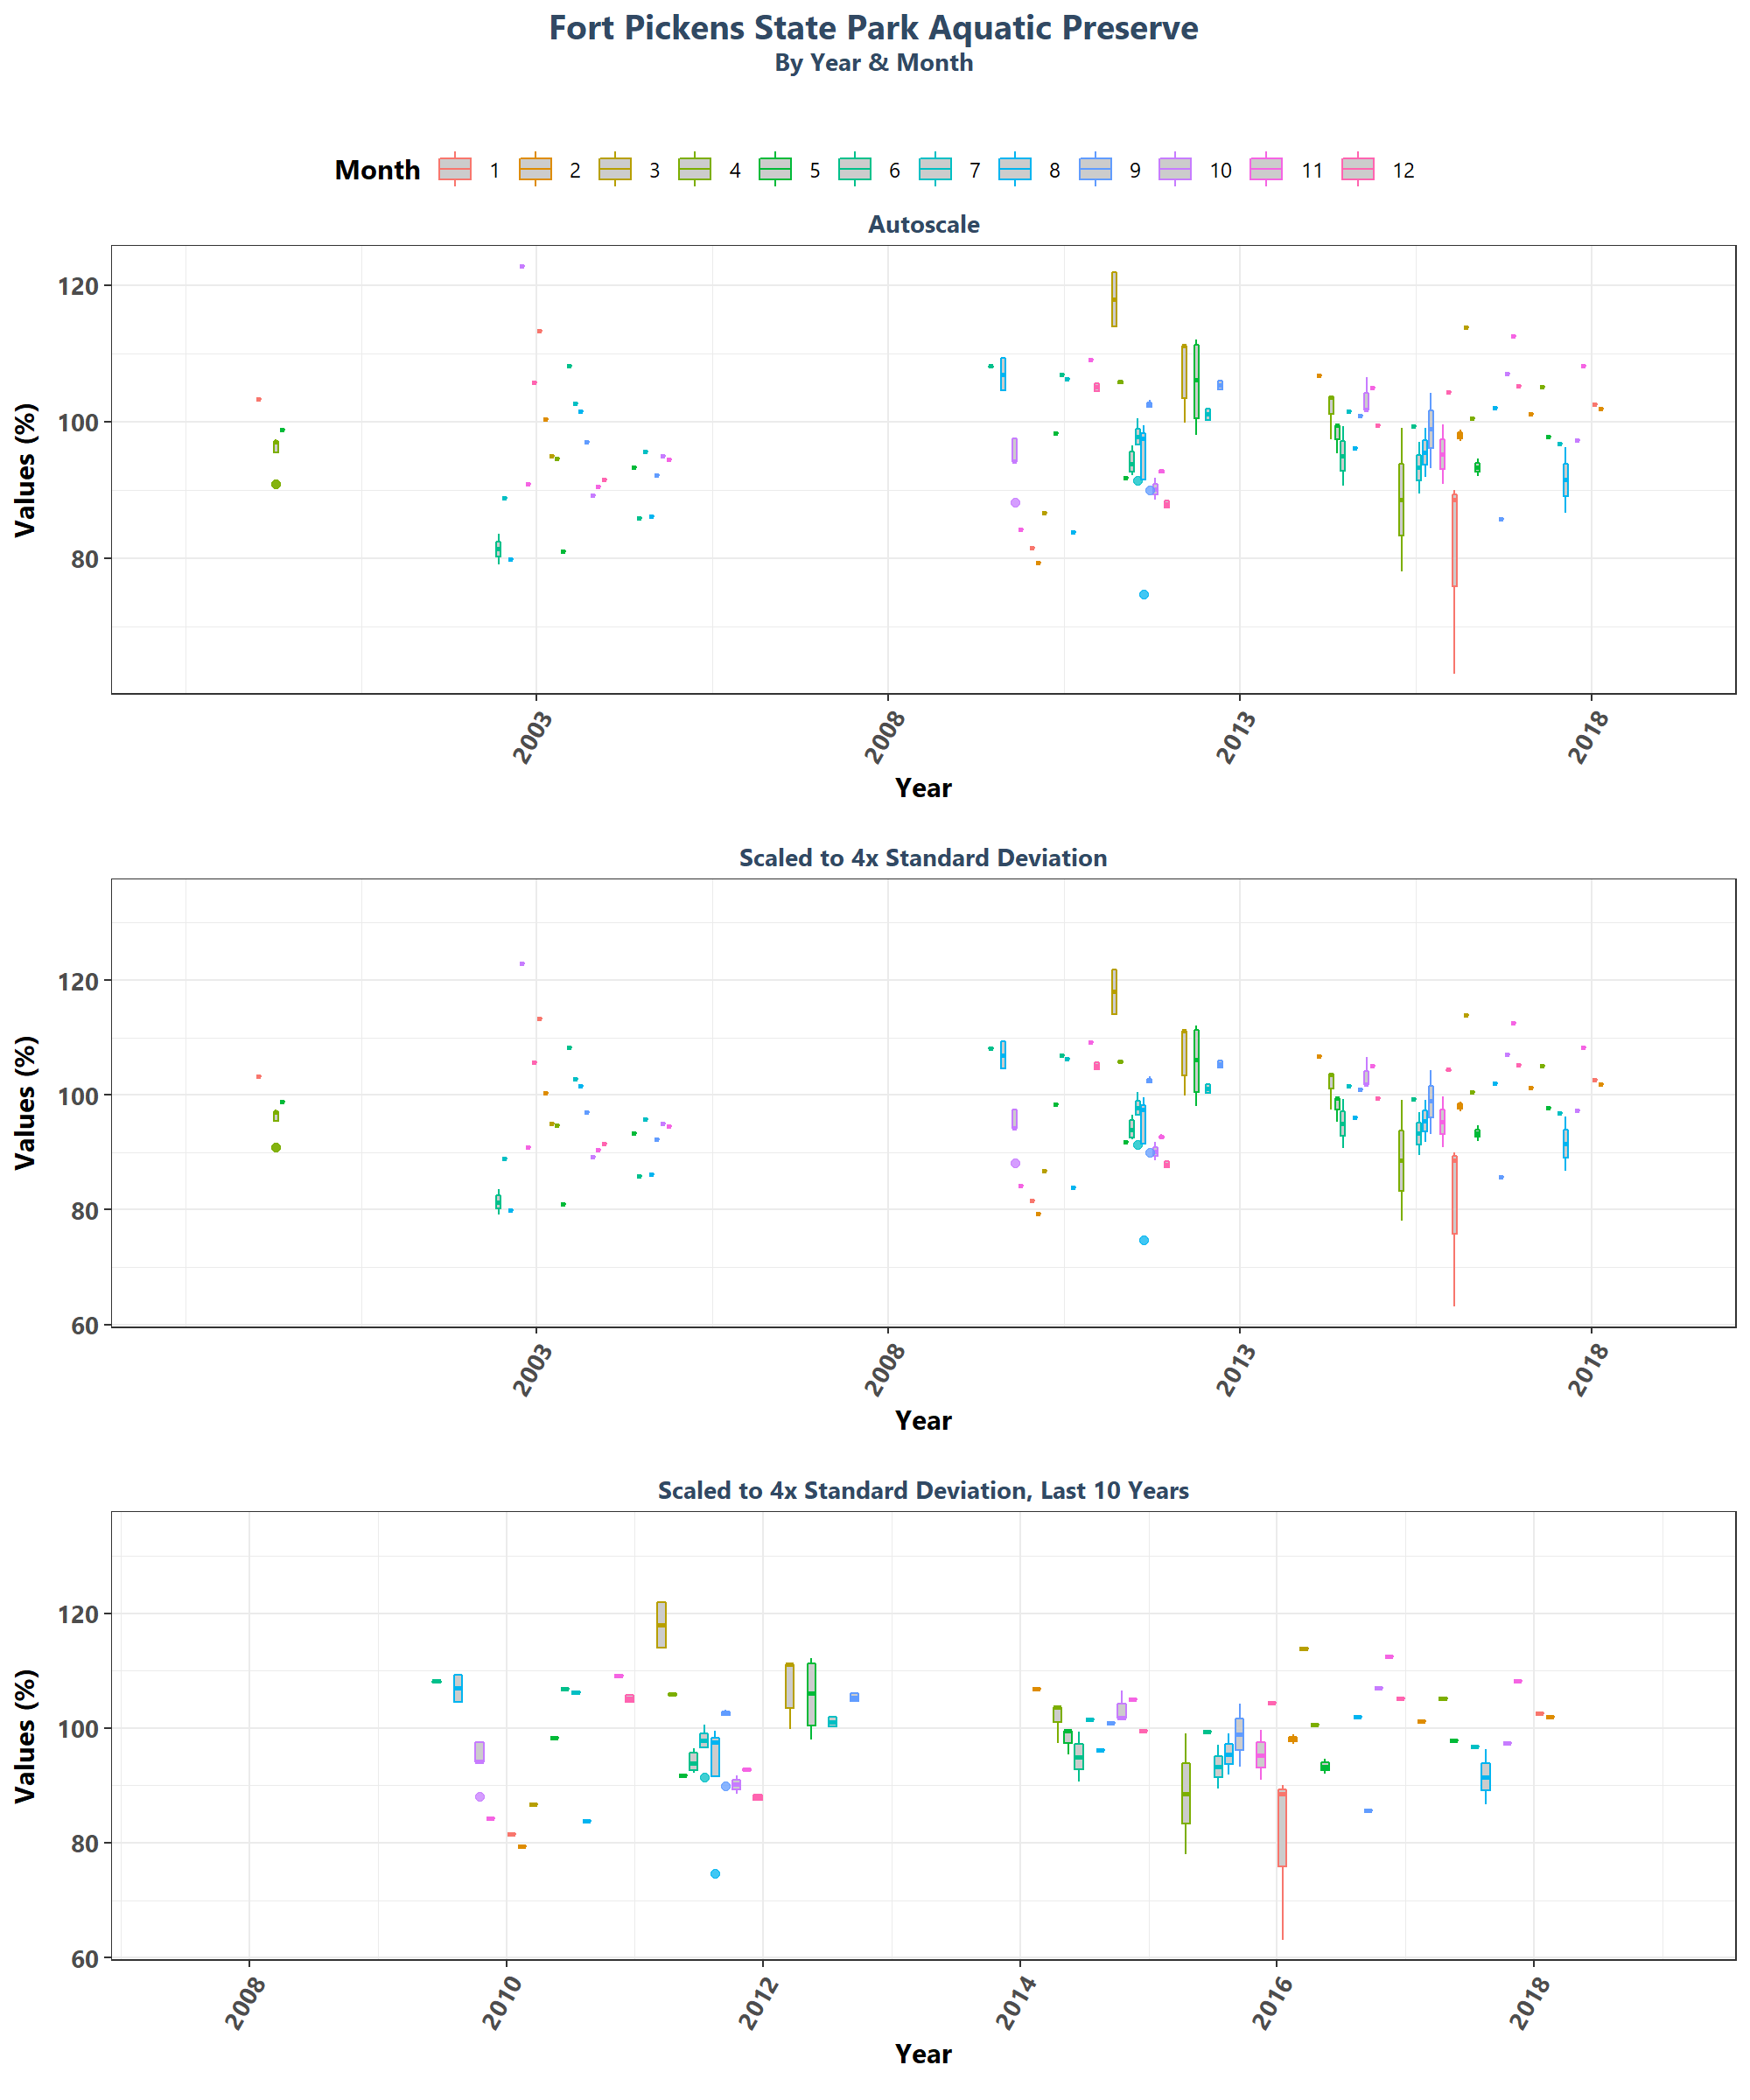 Fort Pickens State Park Aquatic Preserve
By Year & Month
Month 1 2 3 4 5 6 7 8 9 10 11 12
Autoscale
Values (%)
120
100
80
2003 2008 2013 2018
Year
Scaled to 4x Standard Deviation
Values (%)
120
100
80
60
2003 2008 2013 2018
Year
Scaled to 4x Standard Deviation, Last 10 Years
Values (%)
120
100
80
60
2008 2010 2012 2014 2016 2018
Year